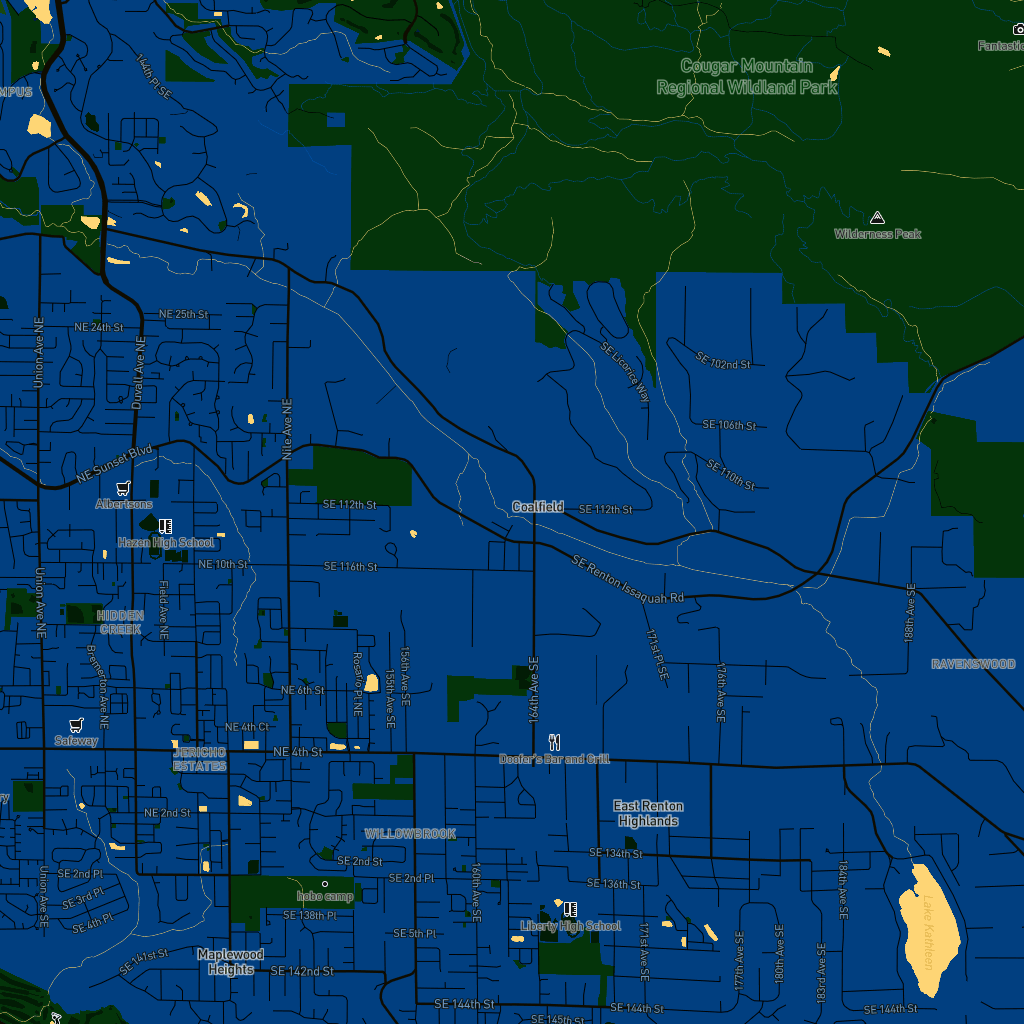 144th Pl SE
Cougar Mountain
Regional Wildland Park
Fantastic
MPUS
Wilderness Peak
NE 25th St
NE 24th St
Union Ave NE
Duvall Ave NE
SE Licorice Way
SE 102nd St
Nile Ave NE
SE 106th St
NE Sunset Blvd
SE 110th St
Albertsons
SE 112th St
Coalfield
SE 112th St
Hazen High School
NE 10th St
SE 116th St
SE Renton Issaquah Rd
Union Ave NE
Field Ave NE
188th Ave SE
HIDDEN
CREEK
171st Pl SE
Bremerton Ave NE
Rosario Pl NE
156th Ave SE
155th Ave SE
164th Ave SE
176th Ave SE
RAVENSWOOD
NE 6th St
NE 4th Ct
Safeway
JERICHO
ESTATES
NE 4th St
Doofer's Bar and Grill
ry
NE 2nd St
East Renton
Highlands
WILLOWBROOK
SE 134th St
SE 2nd St
SE 2nd Pl
SE 2nd Pl
SE 136th St
Union Ave SE
SE 3rd Pl
hobo camp
160th Ave SE
184th Ave SE
SE 4th Pl
SE 138th Pl
Liberty High School
Lake Kathleen
SE 5th Pl
171st Ave SE
177th Ave SE
180th Ave SE
183rd Ave SE
Maplewood
Heights
SE 141st St
SE 142nd St
SE 144th St
SE 144th St
SE 144th St
SE 145th St